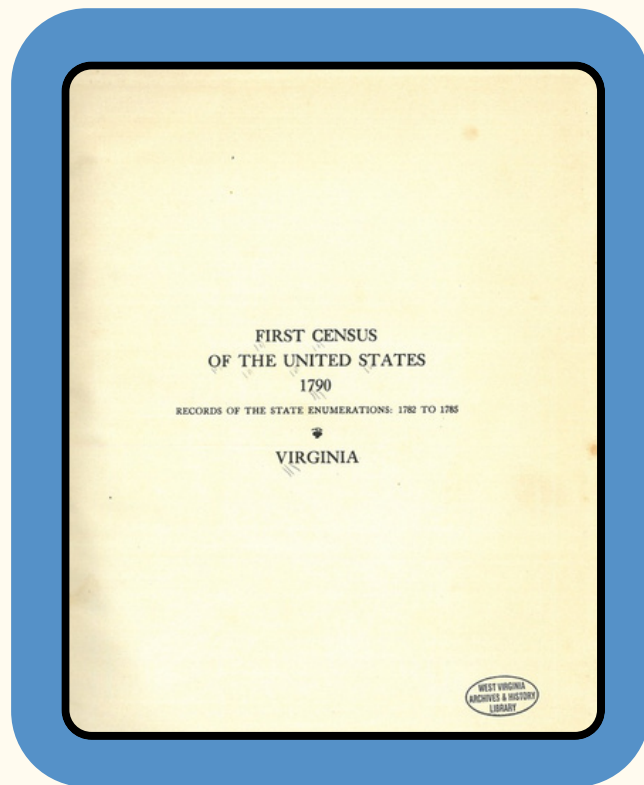 FIRST CENSUS
OF THE UNITED STATES
1790
RECORDS OF THE STATE ENUMERATIONS: 1782 TO 1785
VIRGINIA
WEST VIRGINIA
ARCHIVES & HISTORY
LIBRARY